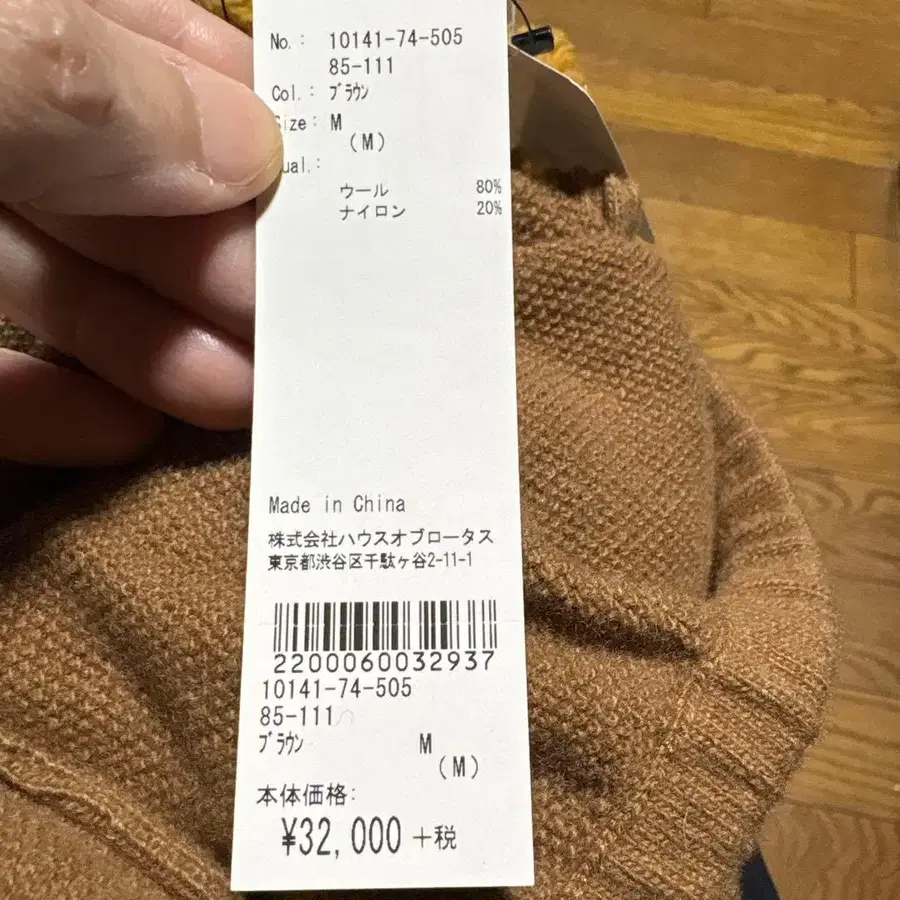 No.: 10141-74-505
85-111
Col.: ブラウン
Size: M
(M)
ual.:
ウール 80%
ナイロン 20%
Made in China
株式会社ハウスオブロータス
東京都渋谷区千駄ヶ谷2-11-1
2200060032937
10141-74-505
85-111
ブラウン M
(M)
本体価格:
¥32,000 +税